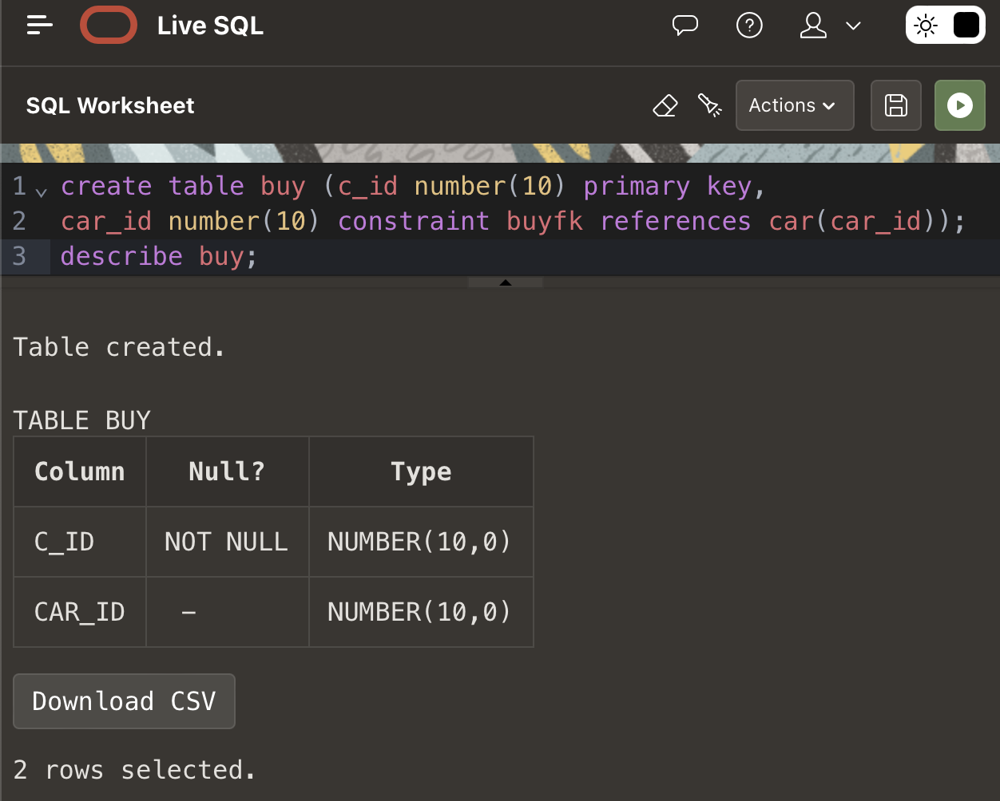 Live SQL
SQL Worksheet
Actions
1 create table buy (c_id number(10) primary key,
2 car_id number(10) constraint buyfk references car(car_id));
3 describe buy;
Table created.
TABLE BUY
Column Null? Type
C_ID NOT NULL NUMBER(10,0)
CAR_ID – NUMBER(10,0)
Download CSV
2 rows selected.